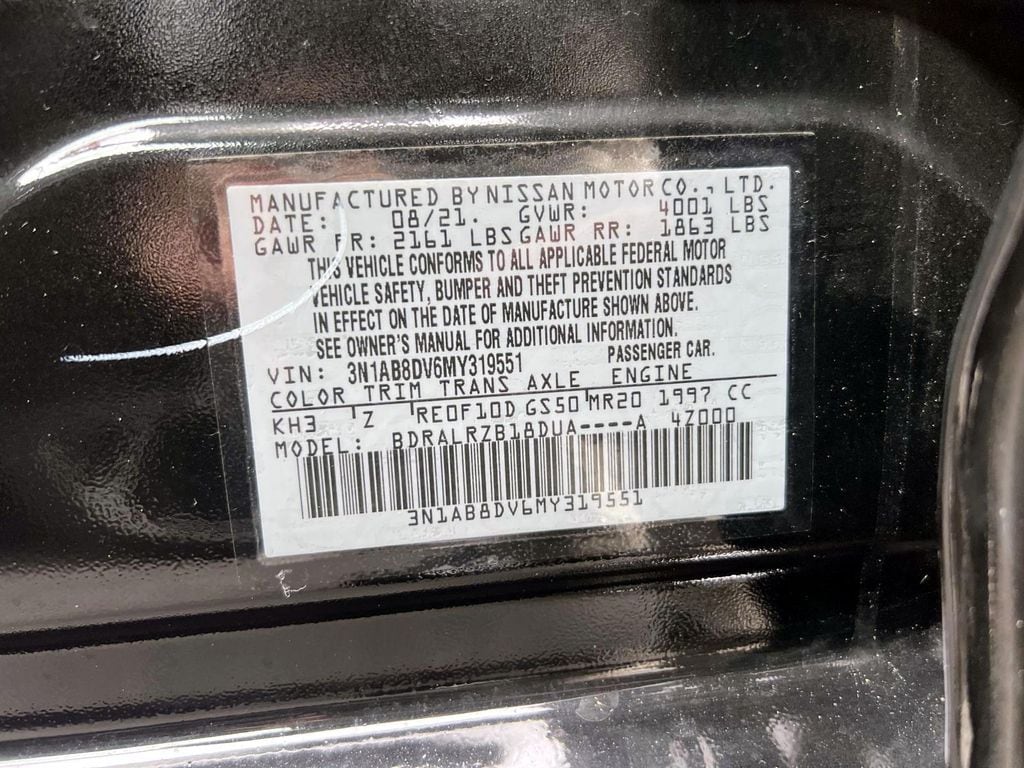 MANUFACTURED BY NISSAN MOTOR CO., LTD.
DATE: 08/21. GVWR: 4001 LBS
GAWR FR: 2161 LBS GAWR RR: 1863 LBS
THIS VEHICLE CONFORMS TO ALL APPLICABLE FEDERAL MOTOR
VEHICLE SAFETY, BUMPER AND THEFT PREVENTION STANDARDS
IN EFFECT ON THE DATE OF MANUFACTURE SHOWN ABOVE.
SEE OWNER'S MANUAL FOR ADDITIONAL INFORMATION.
VIN: 3N1AB8DV6MY319551 PASSENGER CAR.
COLOR TRIM TRANS AXLE ENGINE
KH3 Z RE0F10D GS50 MR20 1997 CC
MODEL: BDRALRZB18DUA----A 4Z000
3N1AB8DV6MY319551